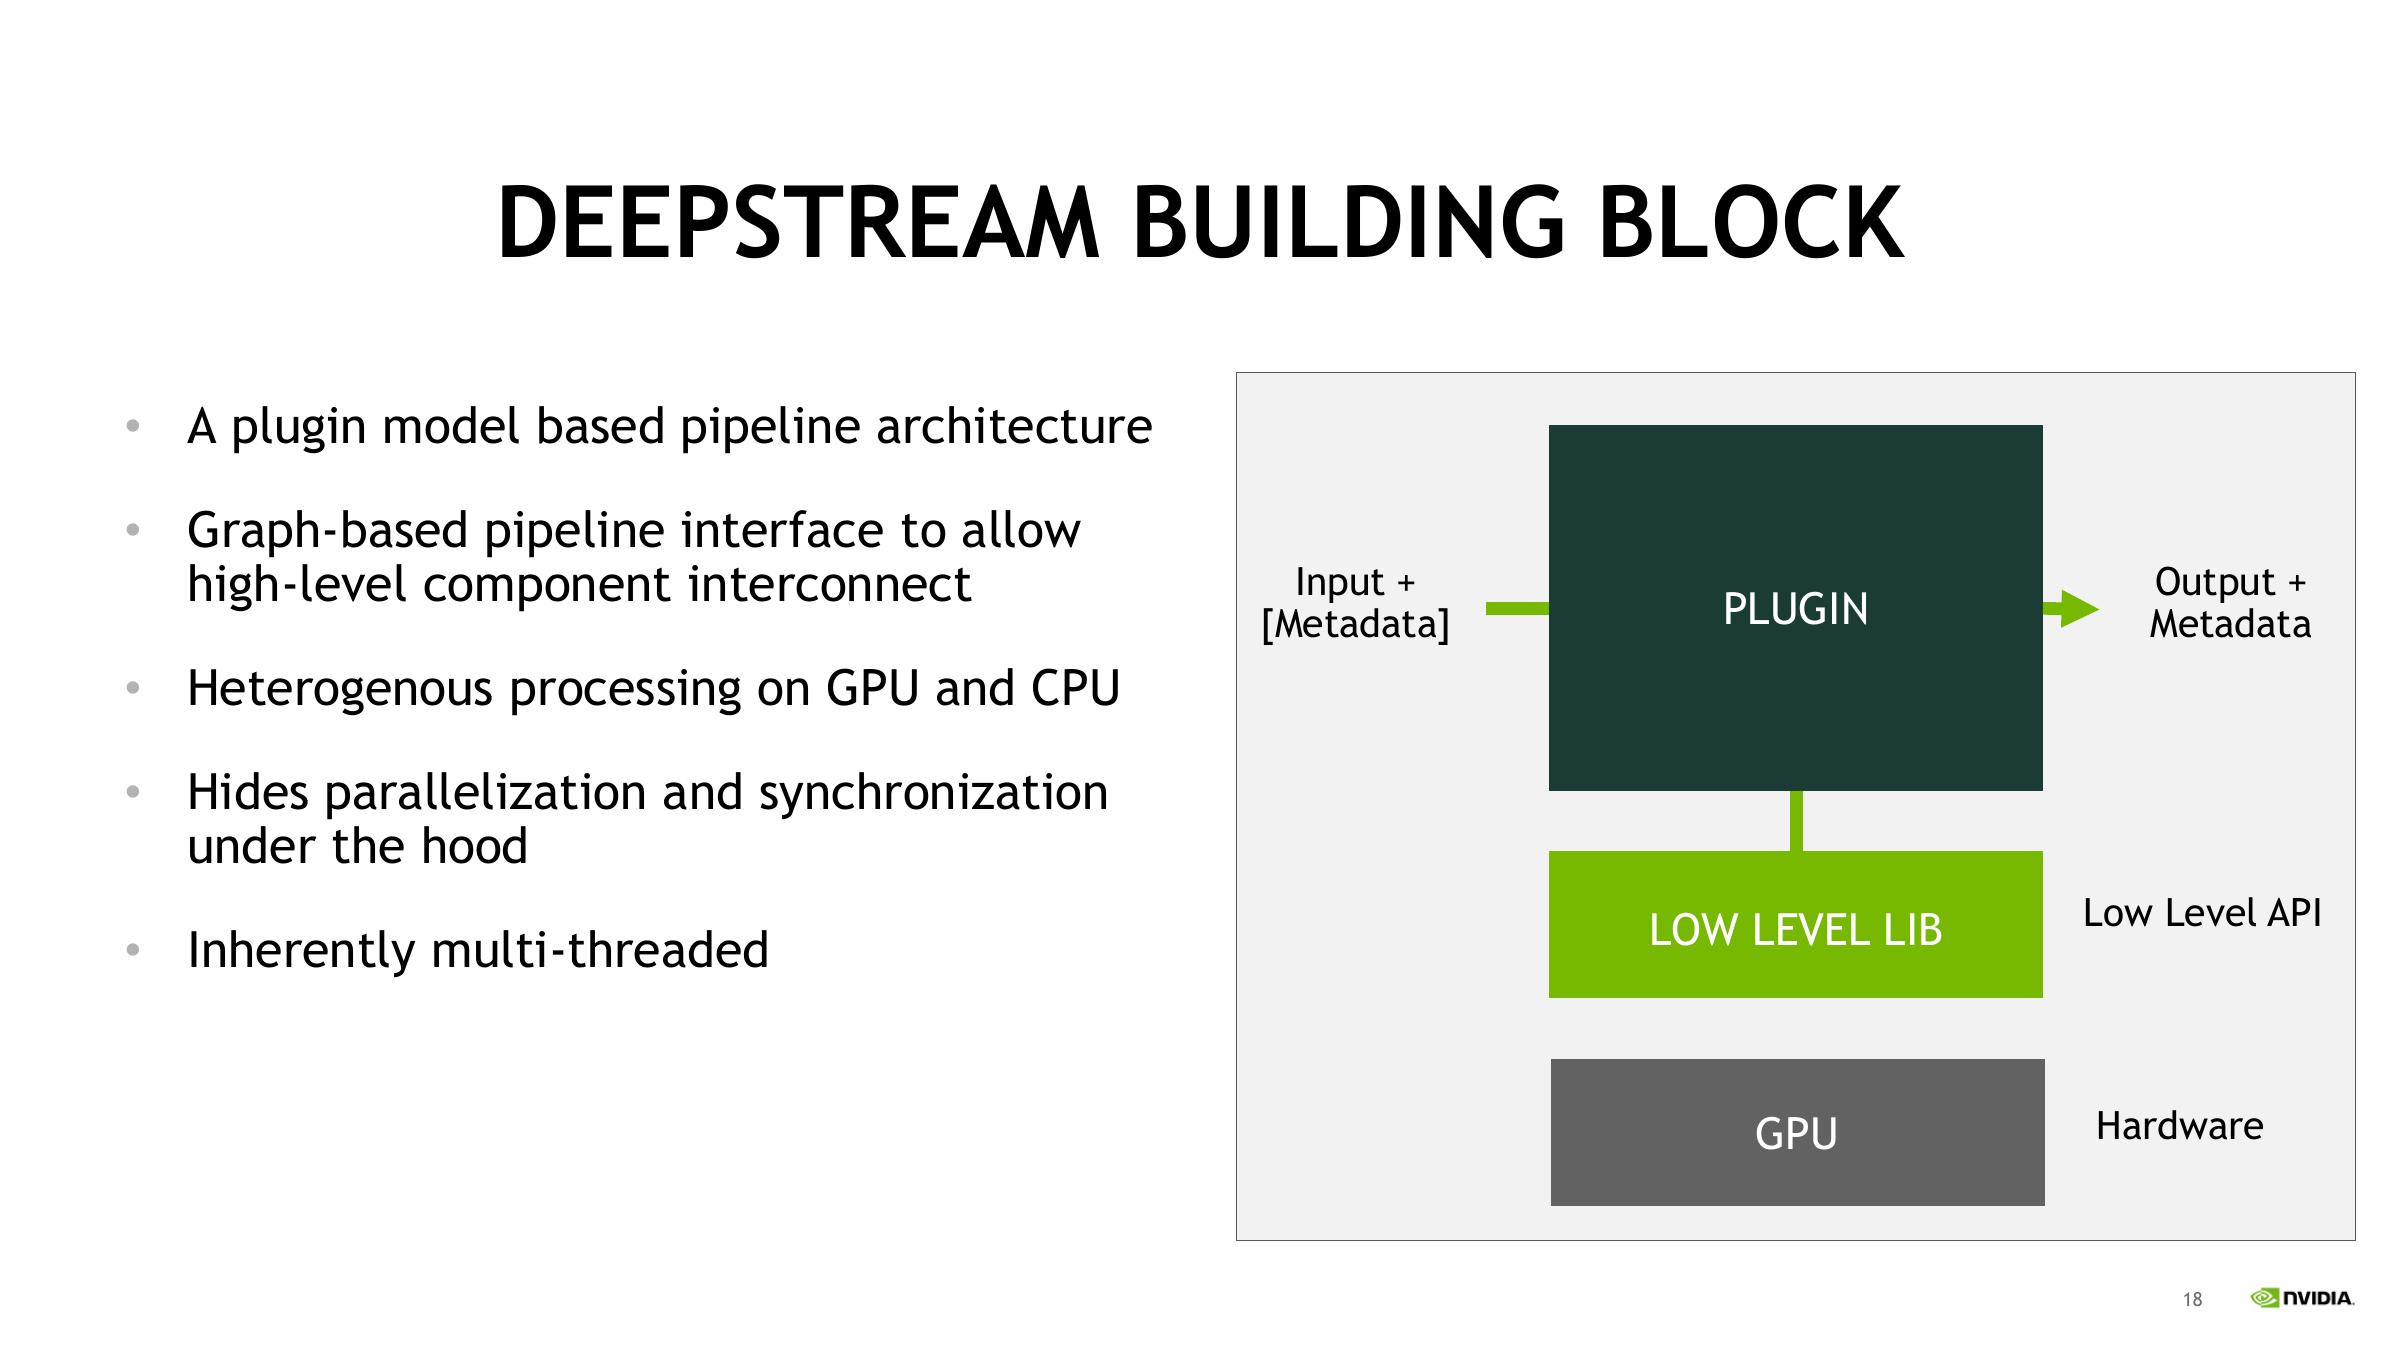 DEEPSTREAM BUILDING BLOCK
• A plugin model based pipeline architecture
• Graph-based pipeline interface to allow
high-level component interconnect
• Heterogenous processing on GPU and CPU
• Hides parallelization and synchronization
under the hood
• Inherently multi-threaded
Input +
[Metadata]
PLUGIN
Output +
Metadata
LOW LEVEL LIB
Low Level API
GPU
Hardware
18
NVIDIA.